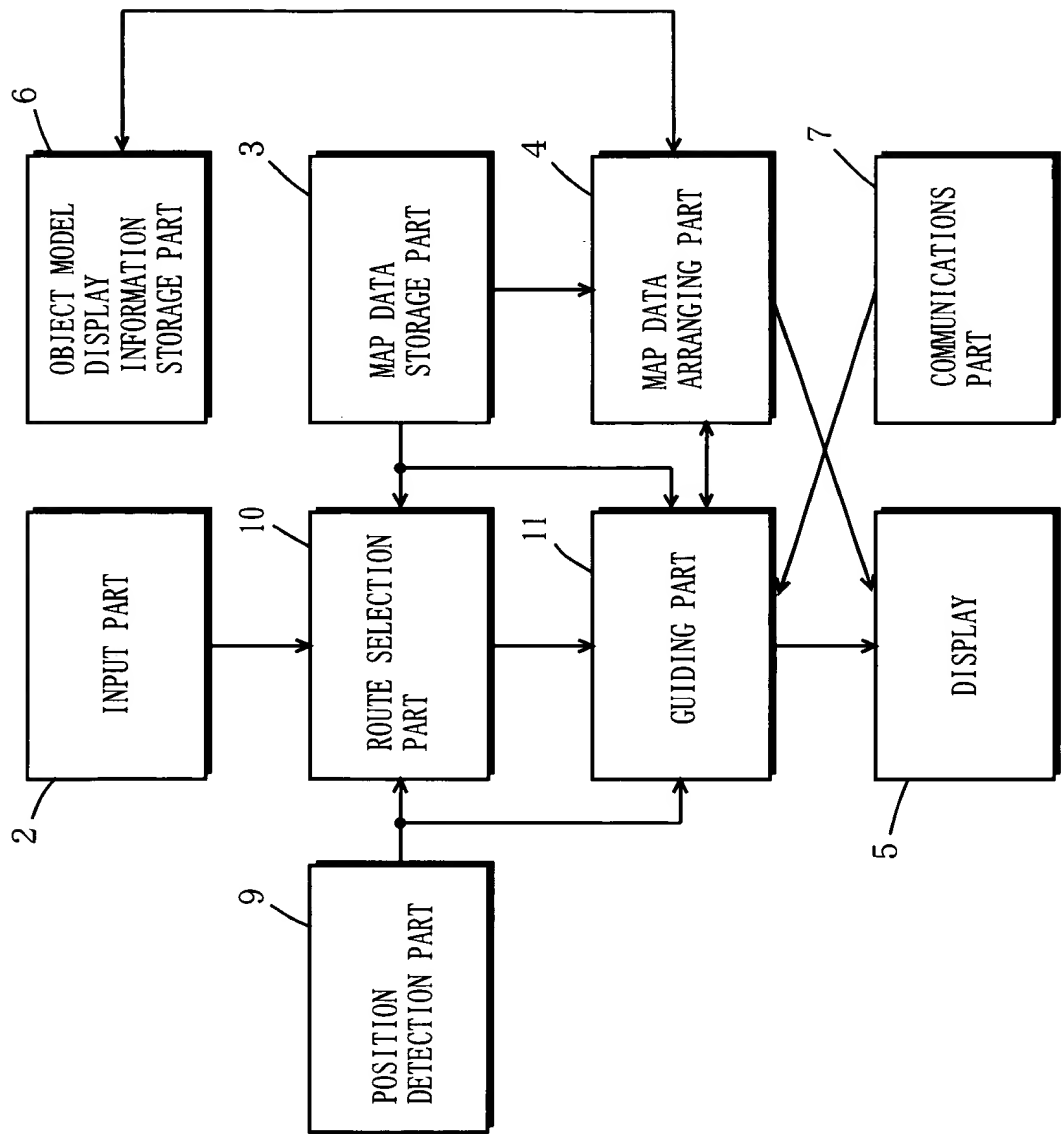 6
OBJECT MODEL
DISPLAY
INFORMATION
STORAGE PART
3
MAP DATA
STORAGE PART
4
MAP DATA
ARRANGING PART
7
COMMUNICATIONS
PART
2
INPUT PART
10
ROUTE SELECTION
PART
11
GUIDING PART
5
DISPLAY
9
POSITION
DETECTION PART